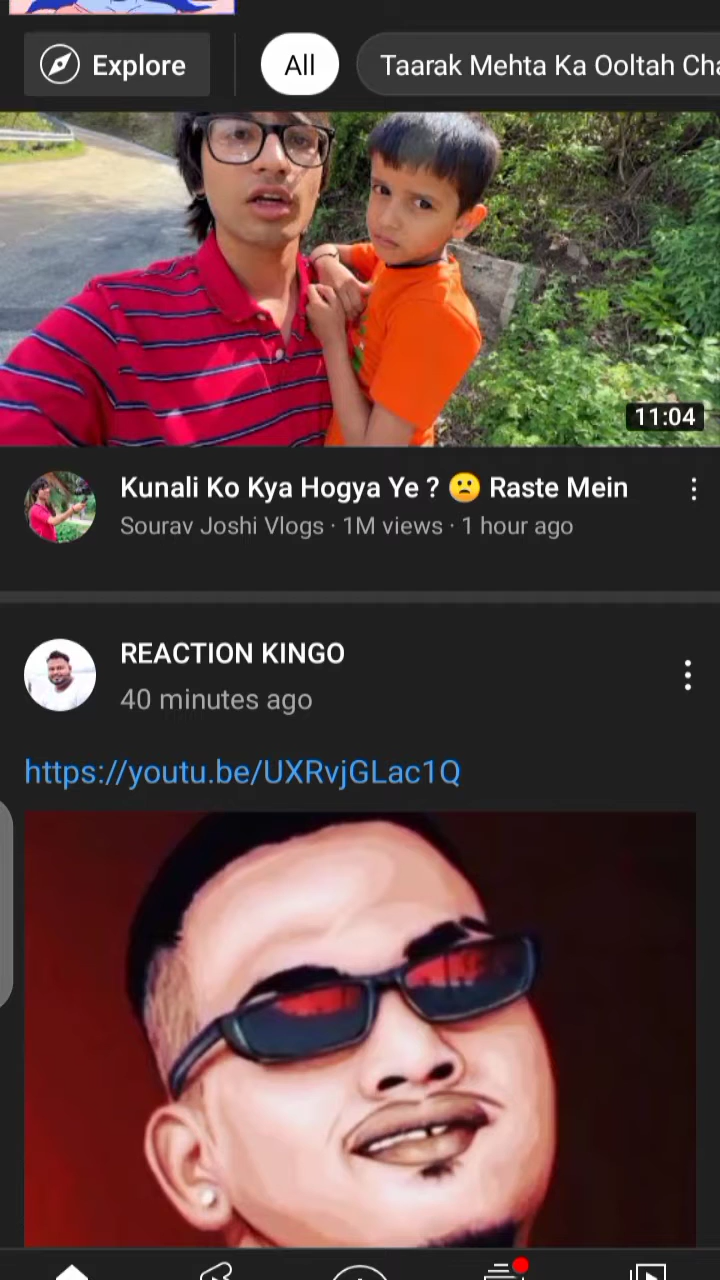 Explore
All
Taarak Mehta Ka Ooltah Cha
11:04
Kunali Ko Kya Hogya Ye ? 🙁 Raste Mein
Sourav Joshi Vlogs · 1M views · 1 hour ago
REACTION KINGO
40 minutes ago
https://youtu.be/UXRvjGLac1Q